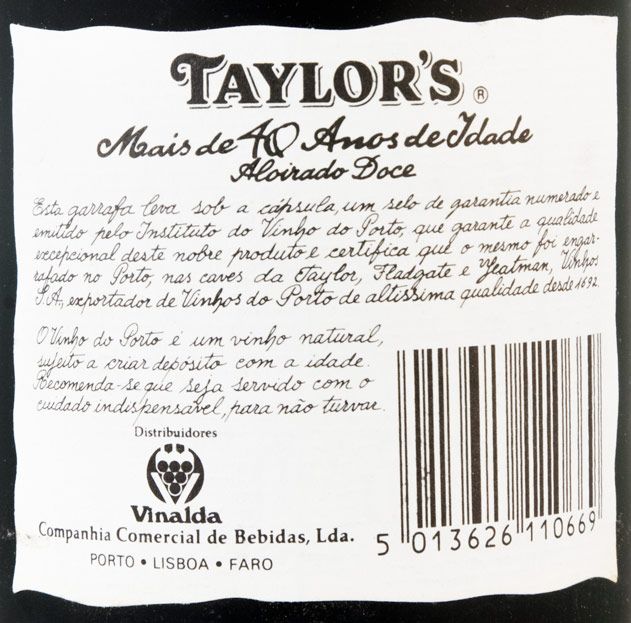 TAYLOR'S ®
Mais de 40 Anos de Idade
Aloirado Doce
Esta garrafa leva sob a cápsula, um selo de garantia numerado e
emitido pelo Instituto do Vinho do Porto, que garante a qualidade
excepcional deste nobre produto e certifica que o mesmo foi engar-
rafado no Porto, nas caves da Taylor, Fladgate e Yeatman, Vinhos
S.A, exportador de Vinhos do Porto de altissima qualidade desde 1692.
O Vinho do Porto é um vinho natural,
sujeito a criar depósito com a idade.
Recomenda-se que seja servido com o
cuidado indispensável, para não turvar.
Distribuidores
Vinalda
Companhia Comercial de Bebidas, Lda.
PORTO • LISBOA • FARO
5 013626 110669